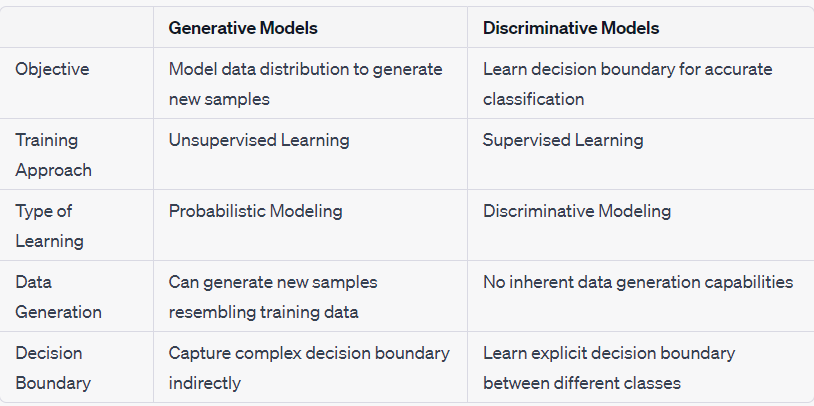 Generative Models Discriminative Models
Objective Model data distribution to generate Learn decision boundary for accurate
new samples classification
Training Unsupervised Learning Supervised Learning
Approach
Type of Probabilistic Modeling Discriminative Modeling
Learning
Data Can generate new samples No inherent data generation capabilities
Generation resembling training data
Decision Capture complex decision boundary Learn explicit decision boundary
Boundary indirectly between different classes